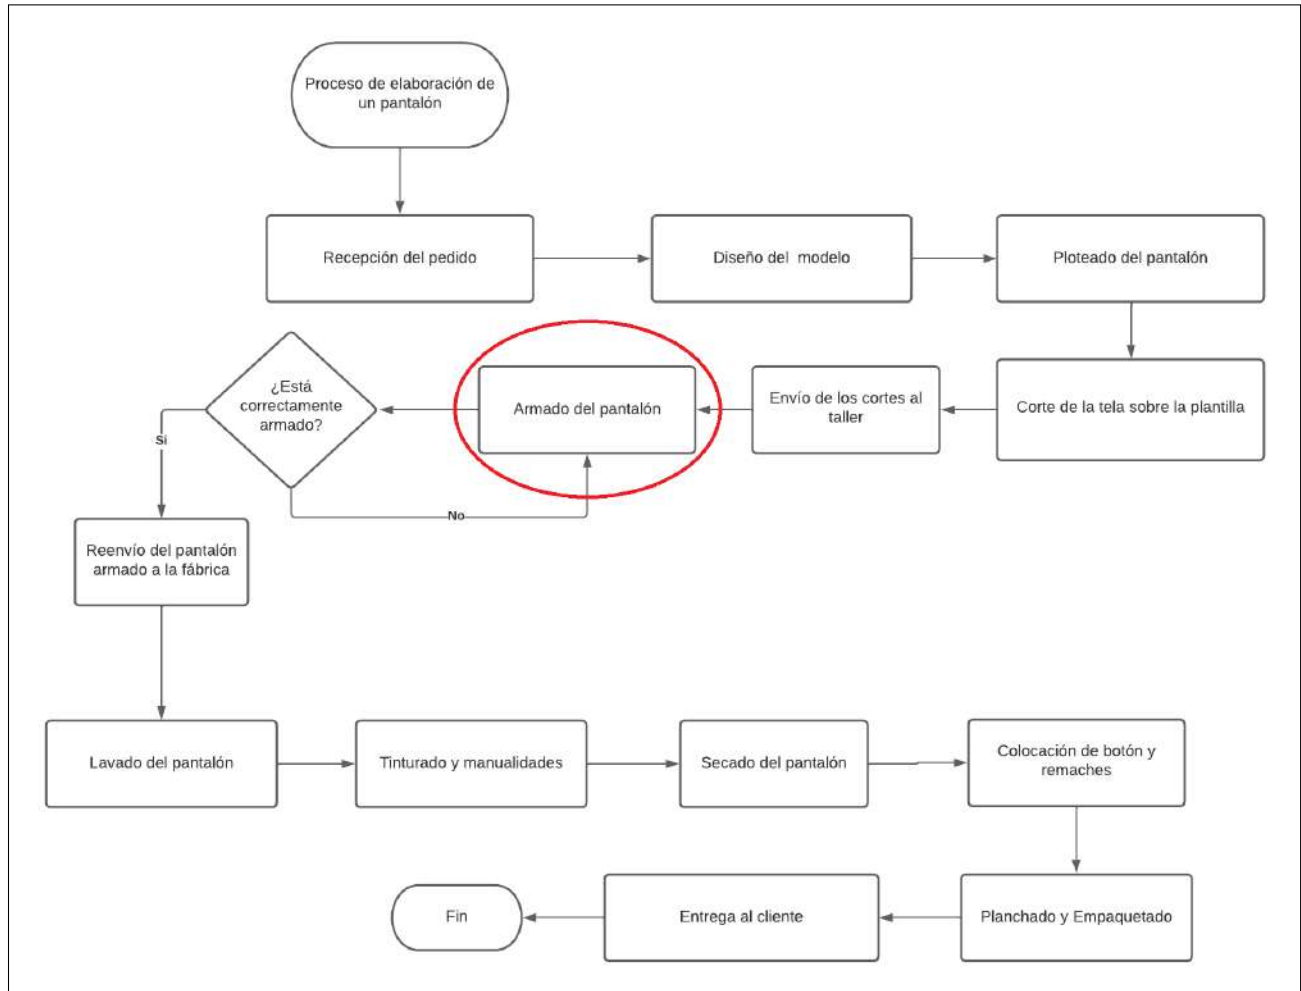 Proceso de elaboración de
un pantalón
Recepción del pedido
Diseño del modelo
Ploteado del pantalón
Corte de la tela sobre la plantilla
Envío de los cortes al
taller
Armado del pantalón
¿Está
correctamente
armado?
Si
No
Reenvío del pantalón
armado a la fábrica
Lavado del pantalón
Tinturado y manualidades
Secado del pantalón
Colocación de botón y
remaches
Planchado y Empaquetado
Entrega al cliente
Fin